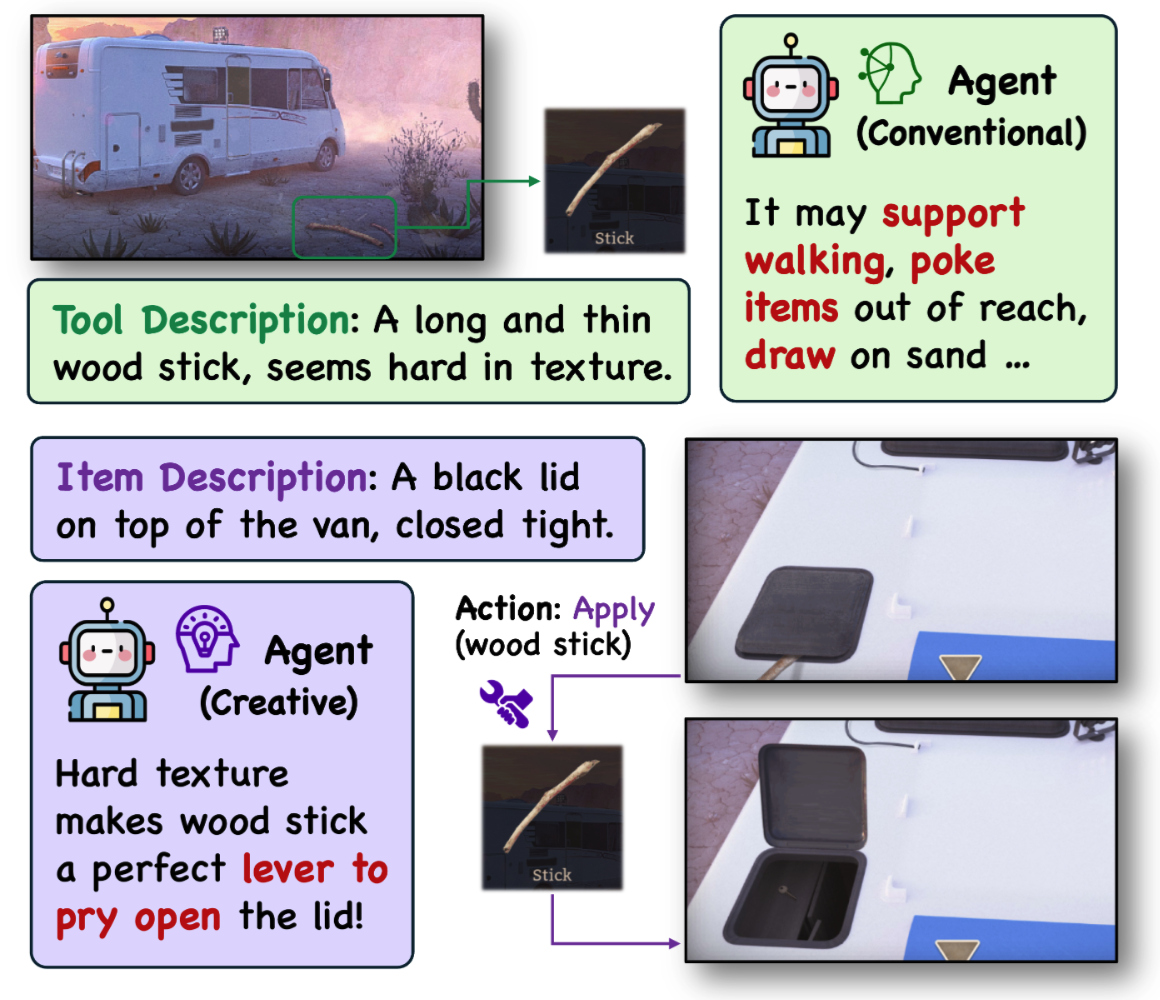 Stick
Tool Description: A long and thin
wood stick, seems hard in texture.
Agent
(Conventional)
It may support
walking, poke
items out of reach,
draw on sand ...
Item Description: A black lid
on top of the van, closed tight.
Agent
(Creative)
Hard texture
makes wood stick
a perfect lever to
pry open the lid!
Action: Apply
(wood stick)
Stick